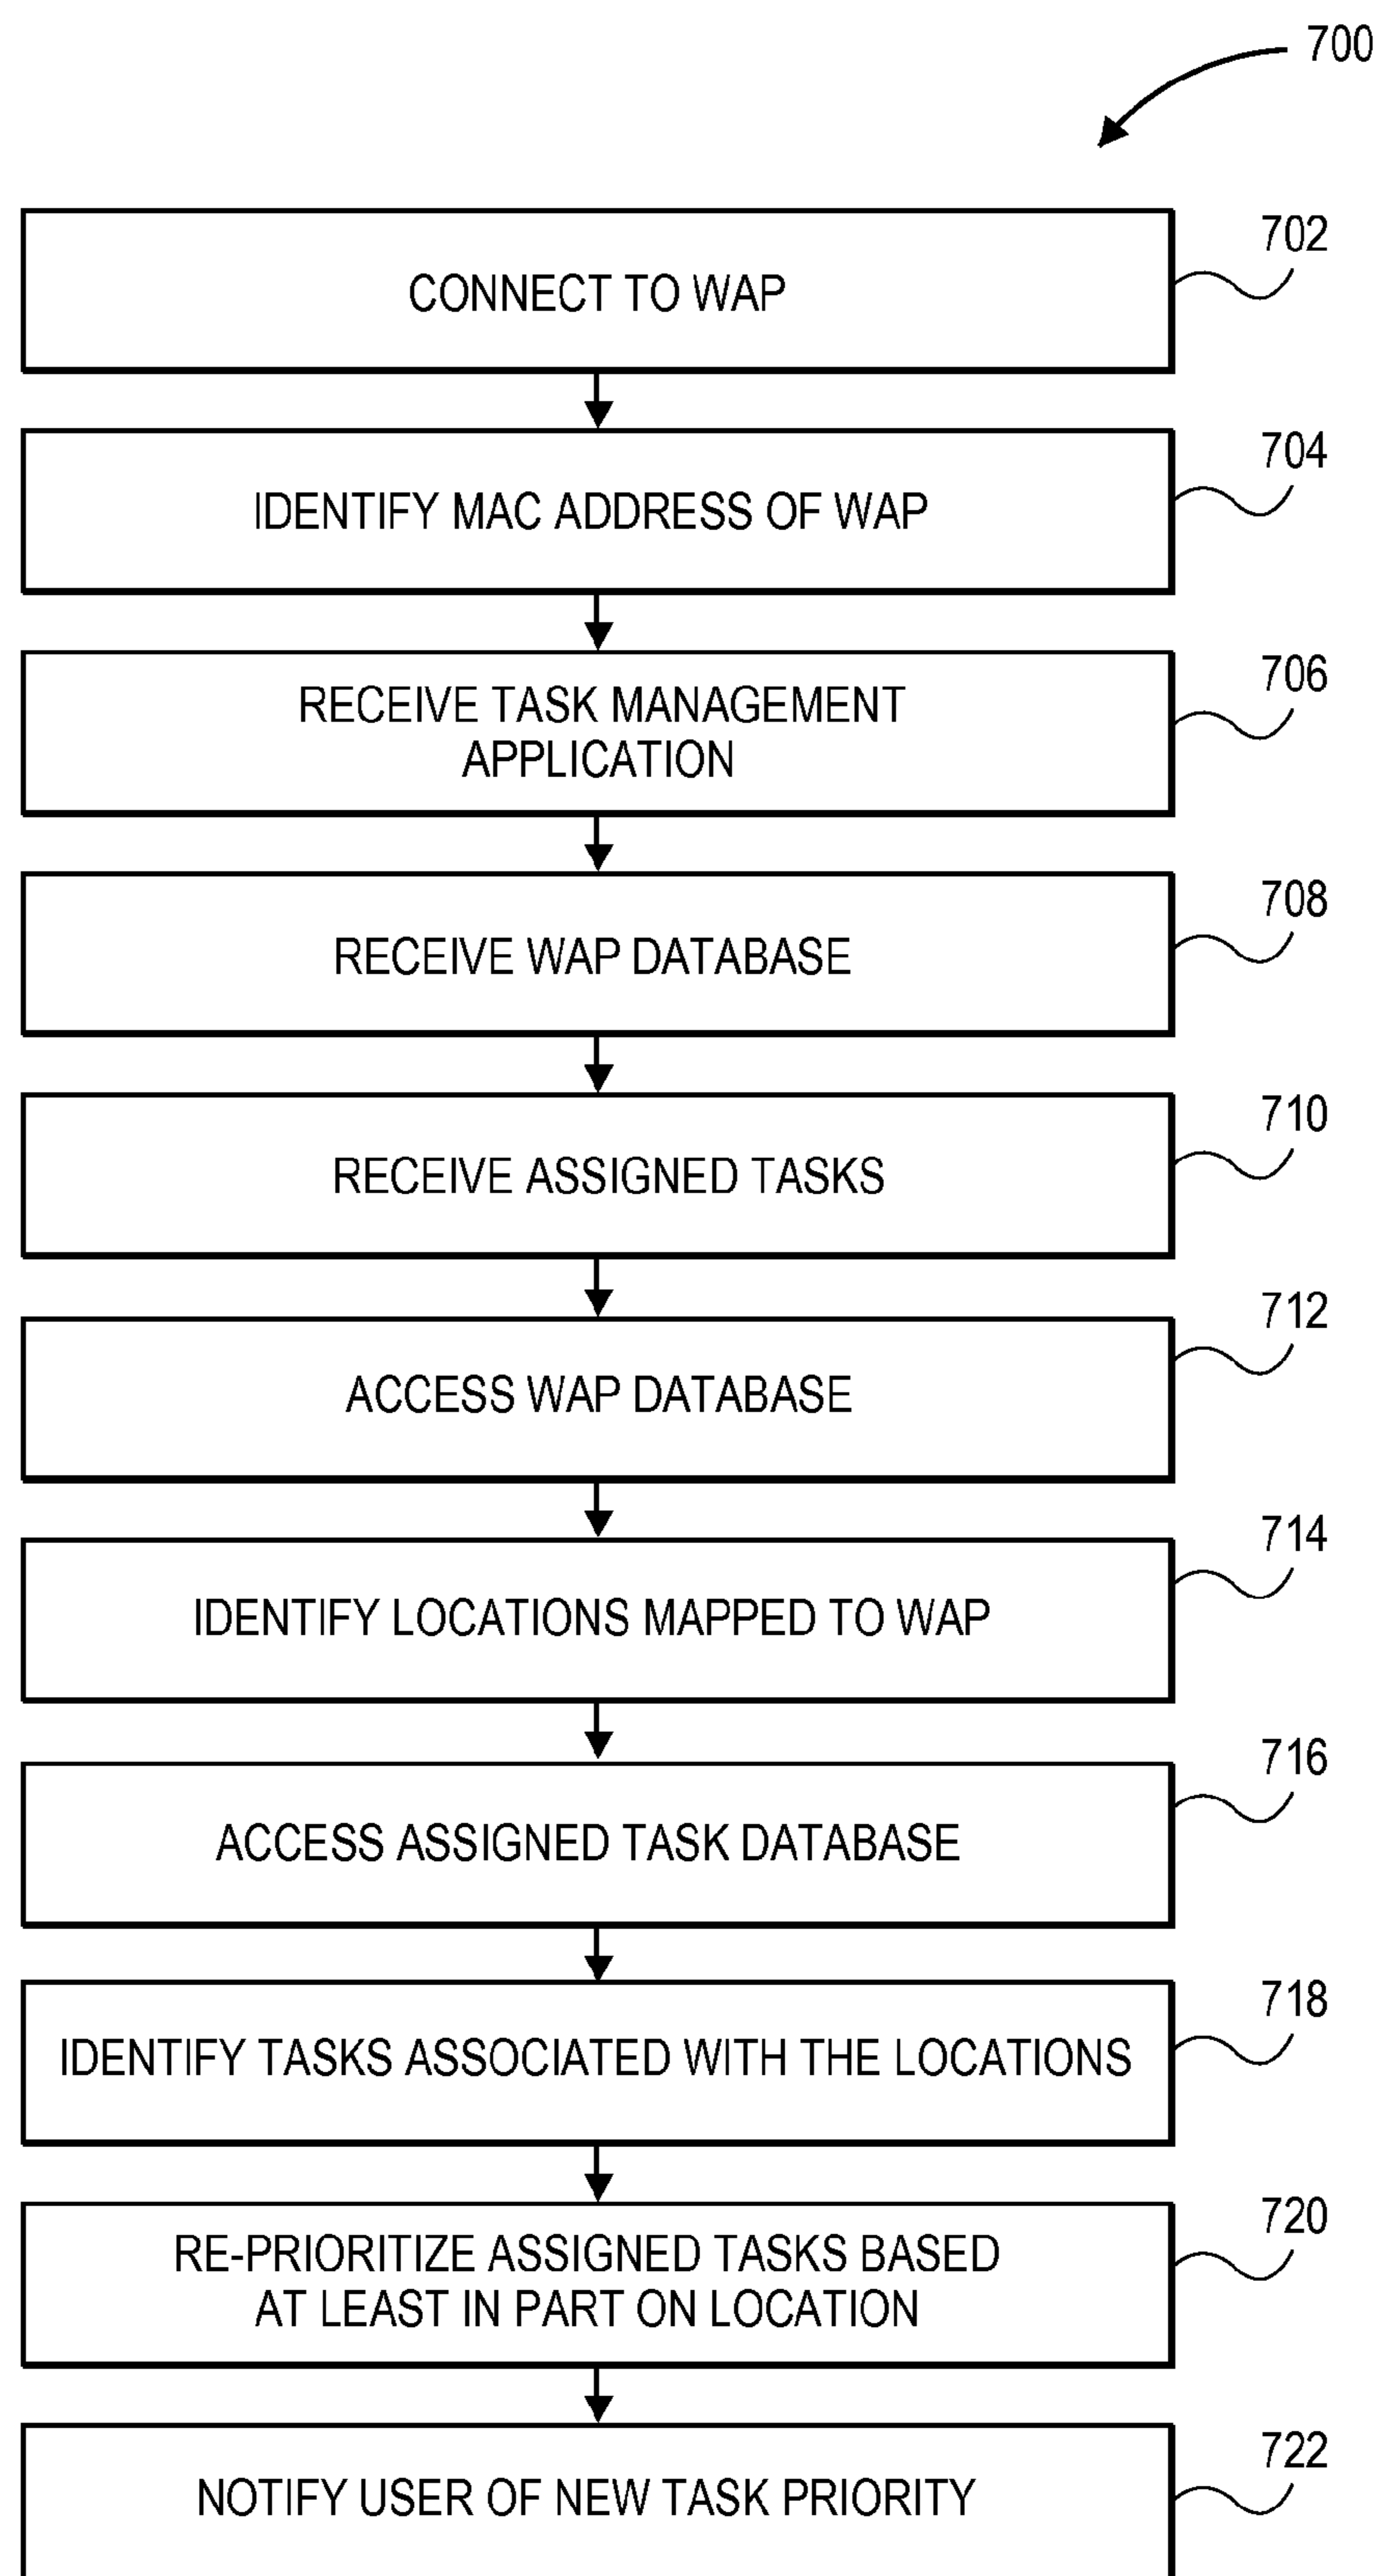 700
CONNECT TO WAP
702
IDENTIFY MAC ADDRESS OF WAP
704
RECEIVE TASK MANAGEMENT
APPLICATION
706
RECEIVE WAP DATABASE
708
RECEIVE ASSIGNED TASKS
710
ACCESS WAP DATABASE
712
IDENTIFY LOCATIONS MAPPED TO WAP
714
ACCESS ASSIGNED TASK DATABASE
716
IDENTIFY TASKS ASSOCIATED WITH THE LOCATIONS
718
RE-PRIORITIZE ASSIGNED TASKS BASED
AT LEAST IN PART ON LOCATION
720
NOTIFY USER OF NEW TASK PRIORITY
722